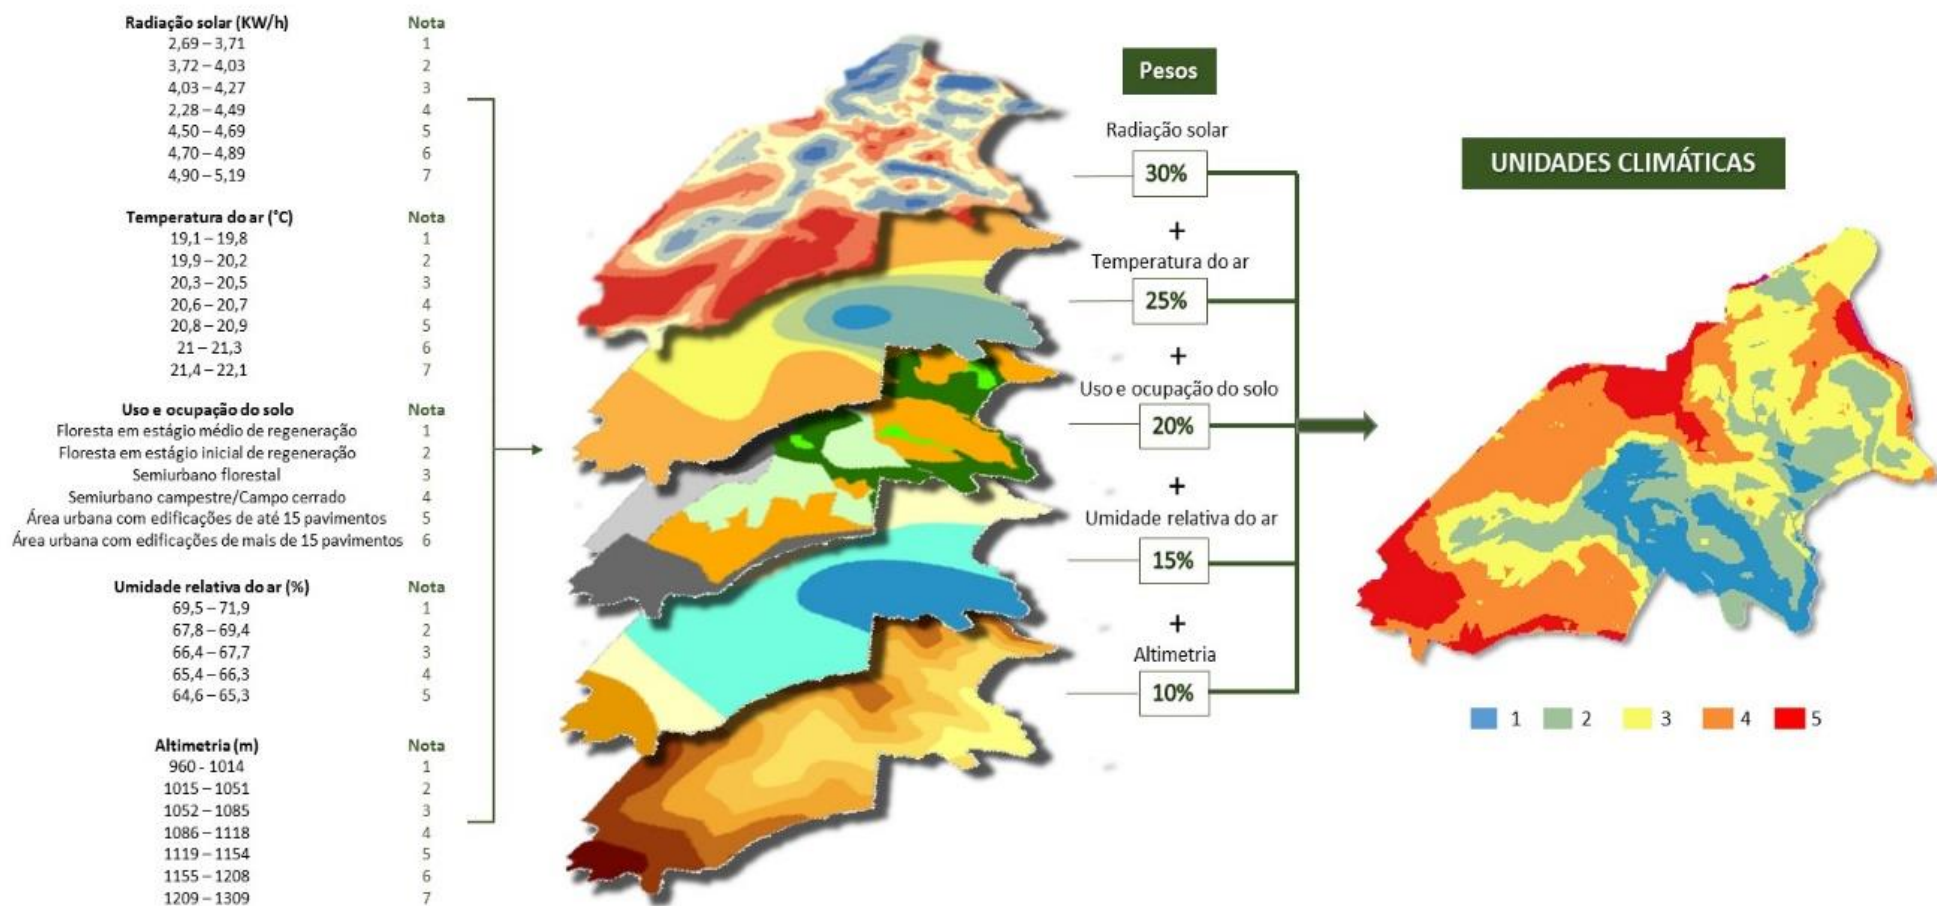 Radiação solar (KW/h) Nota
2,69 – 3,71 1
3,72 – 4,03 2
4,03 – 4,27 3
2,28 – 4,49 4
4,50 – 4,69 5
4,70 – 4,89 6
4,90 – 5,19 7
Temperatura do ar (°C) Nota
19,1 – 19,8 1
19,9 – 20,2 2
20,3 – 20,5 3
20,6 – 20,7 4
20,8 – 20,9 5
21 – 21,3 6
21,4 – 22,1 7
Uso e ocupação do solo Nota
Floresta em estágio médio de regeneração 1
Floresta em estágio inicial de regeneração 2
Semiurbano florestal 3
Semiurbano campestre/Campo cerrado 4
Área urbana com edificações de até 15 pavimentos 5
Área urbana com edificações de mais de 15 pavimentos 6
Umidade relativa do ar (%) Nota
69,5 – 71,9 1
67,8 – 69,4 2
66,4 – 67,7 3
65,4 – 66,3 4
64,6 – 65,3 5
Altimetria (m) Nota
960 - 1014 1
1015 – 1051 2
1052 – 1085 3
1086 – 1118 4
1119 – 1154 5
1155 – 1208 6
1209 – 1309 7
Pesos
Radiação solar
30%
+
Temperatura do ar
25%
+
Uso e ocupação do solo
20%
+
Umidade relativa do ar
15%
+
Altimetria
10%
UNIDADES CLIMÁTICAS
1 2 3 4 5